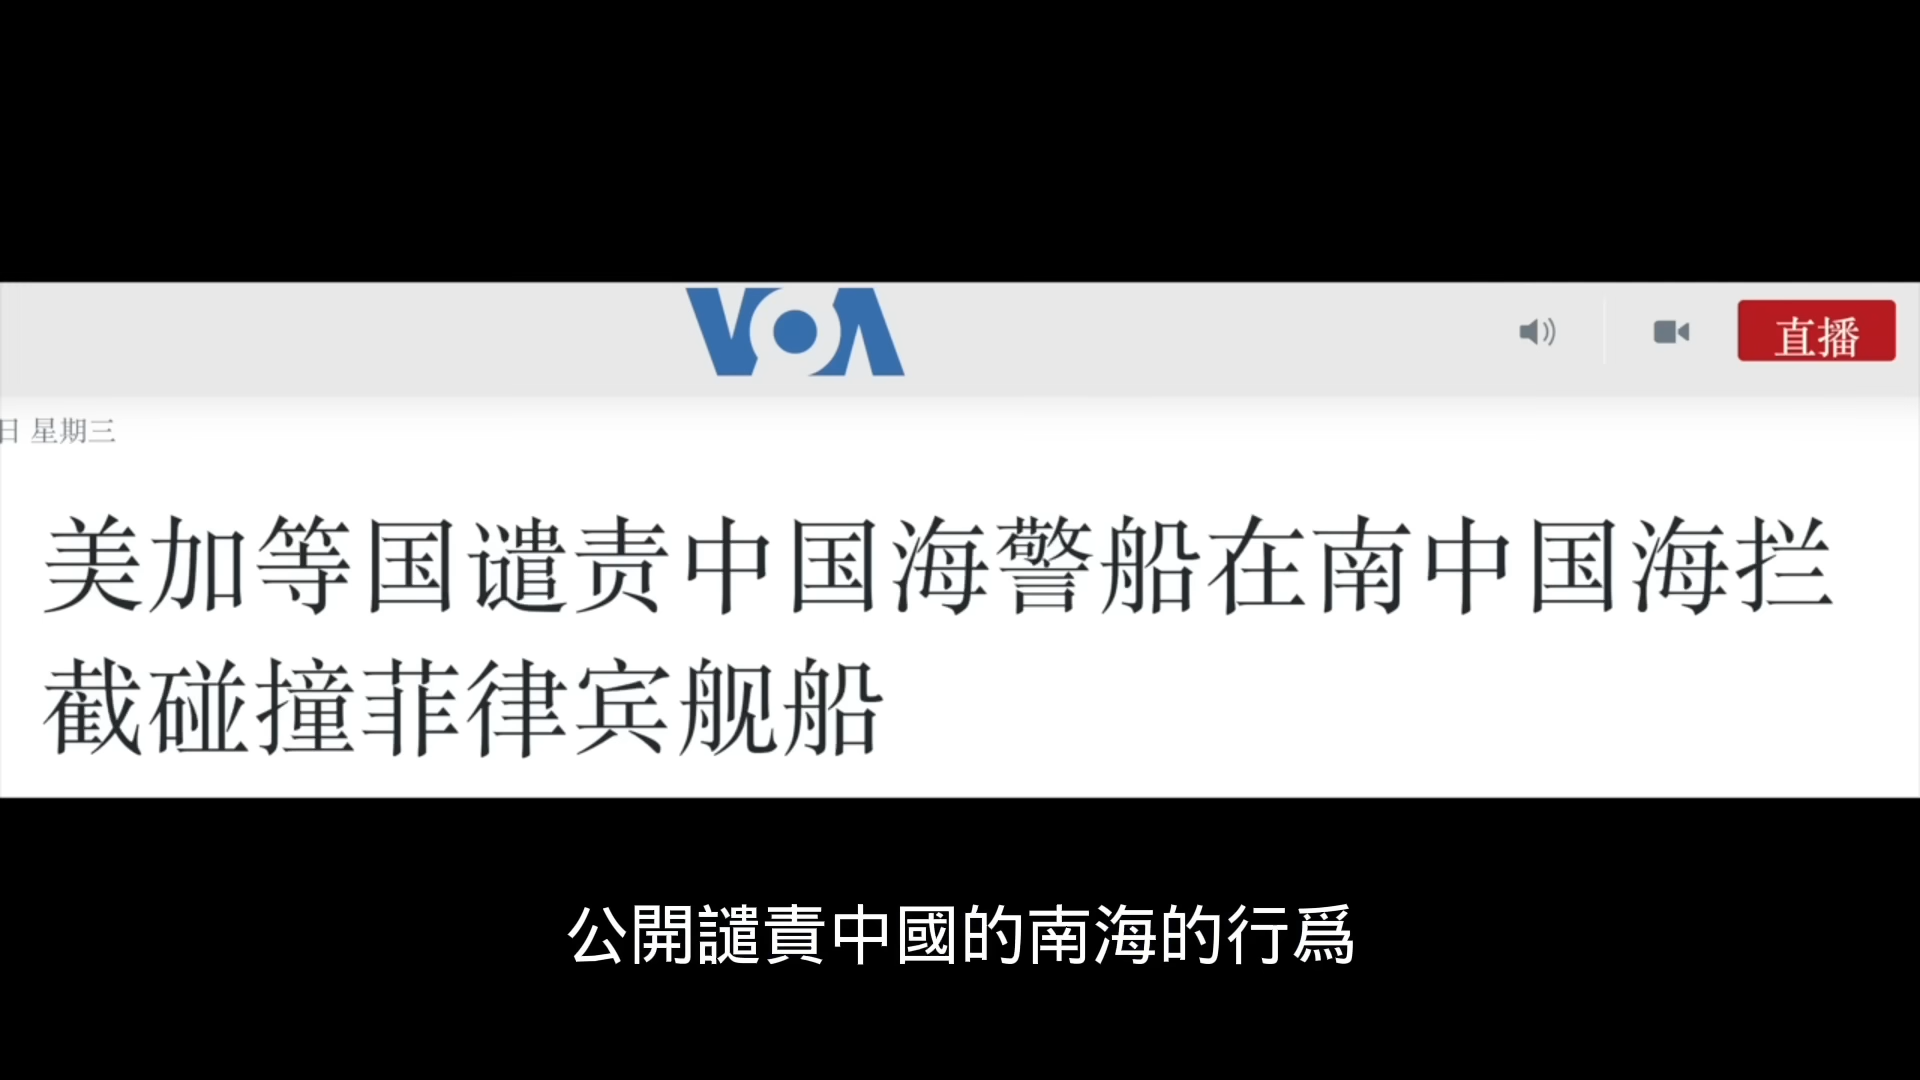 VOA
直播
日 星期三
美加等国谴责中国海警船在南中国海拦
截碰撞菲律宾舰船
公開譴責中國的南海的行爲